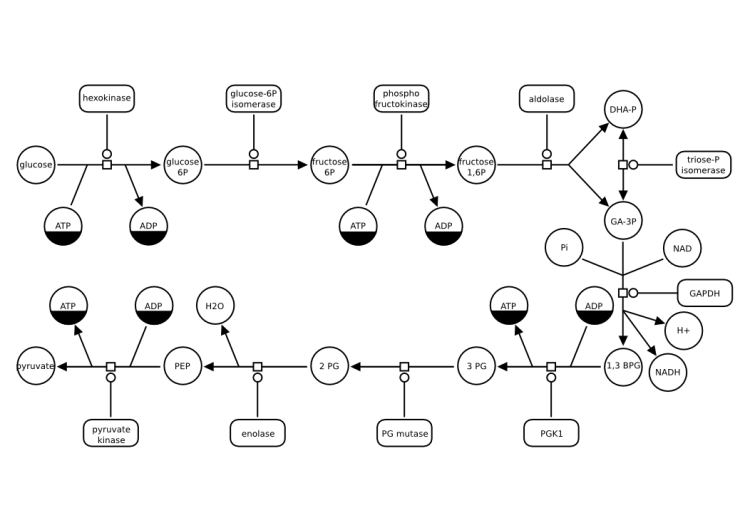 hexokinase
glucose-6P
isomerase
phospho
fructokinase
aldolase
DHA-P
glucose
glucose
6P
fructose
6P
fructose
1,6P
triose-P
isomerase
ATP
ADP
ATP
ADP
GA-3P
Pi
NAD
GAPDH
ATP
ADP
H2O
ATP
ADP
H+
pyruvate
PEP
2 PG
3 PG
1,3 BPG
NADH
pyruvate
kinase
enolase
PG mutase
PGK1